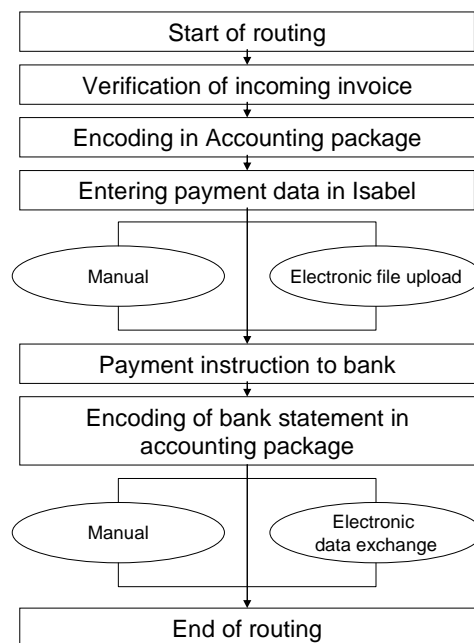 Start of routing
Verification of incoming invoice
Encoding in Accounting package
Entering payment data in Isabel
Manual
Electronic file upload
Payment instruction to bank
Encoding of bank statement in
accounting package
Manual
Electronic
data exchange
End of routing